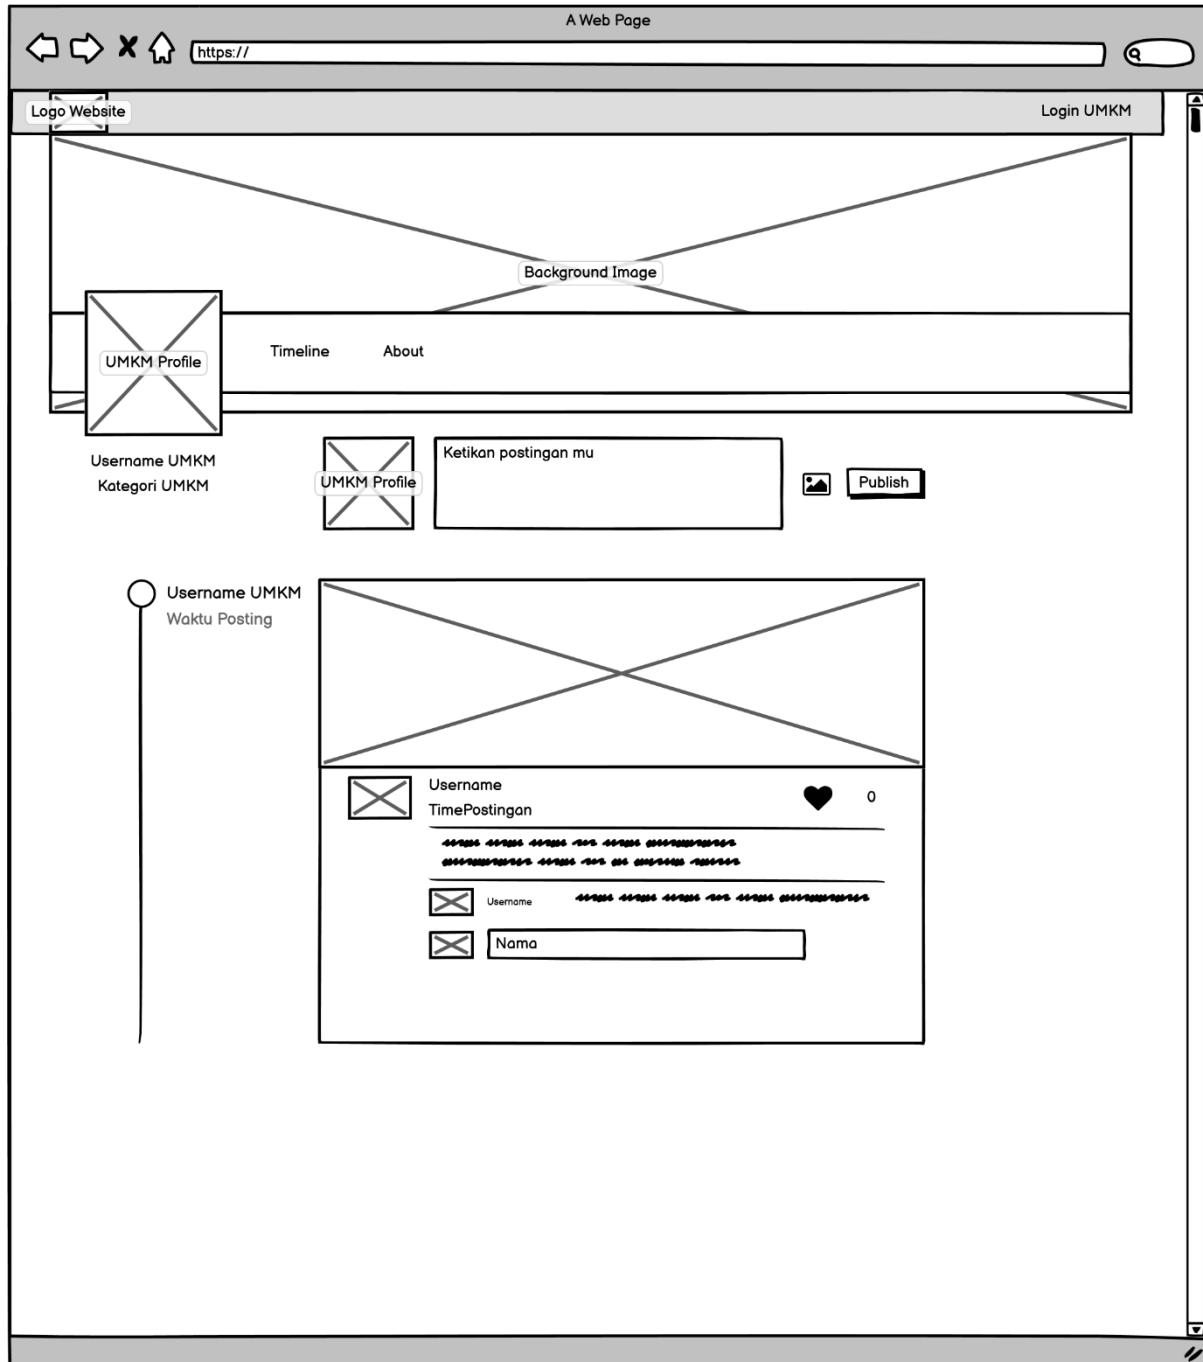 A Web Page
https://
Logo Website
Login UMKM
Background Image
UMKM Profile
Timeline
About
Username UMKM
Kategori UMKM
UMKM Profile
Ketikan postingan mu
Publish
Username UMKM
Waktu Posting
Username
TimePostingan
0
Username
Nama